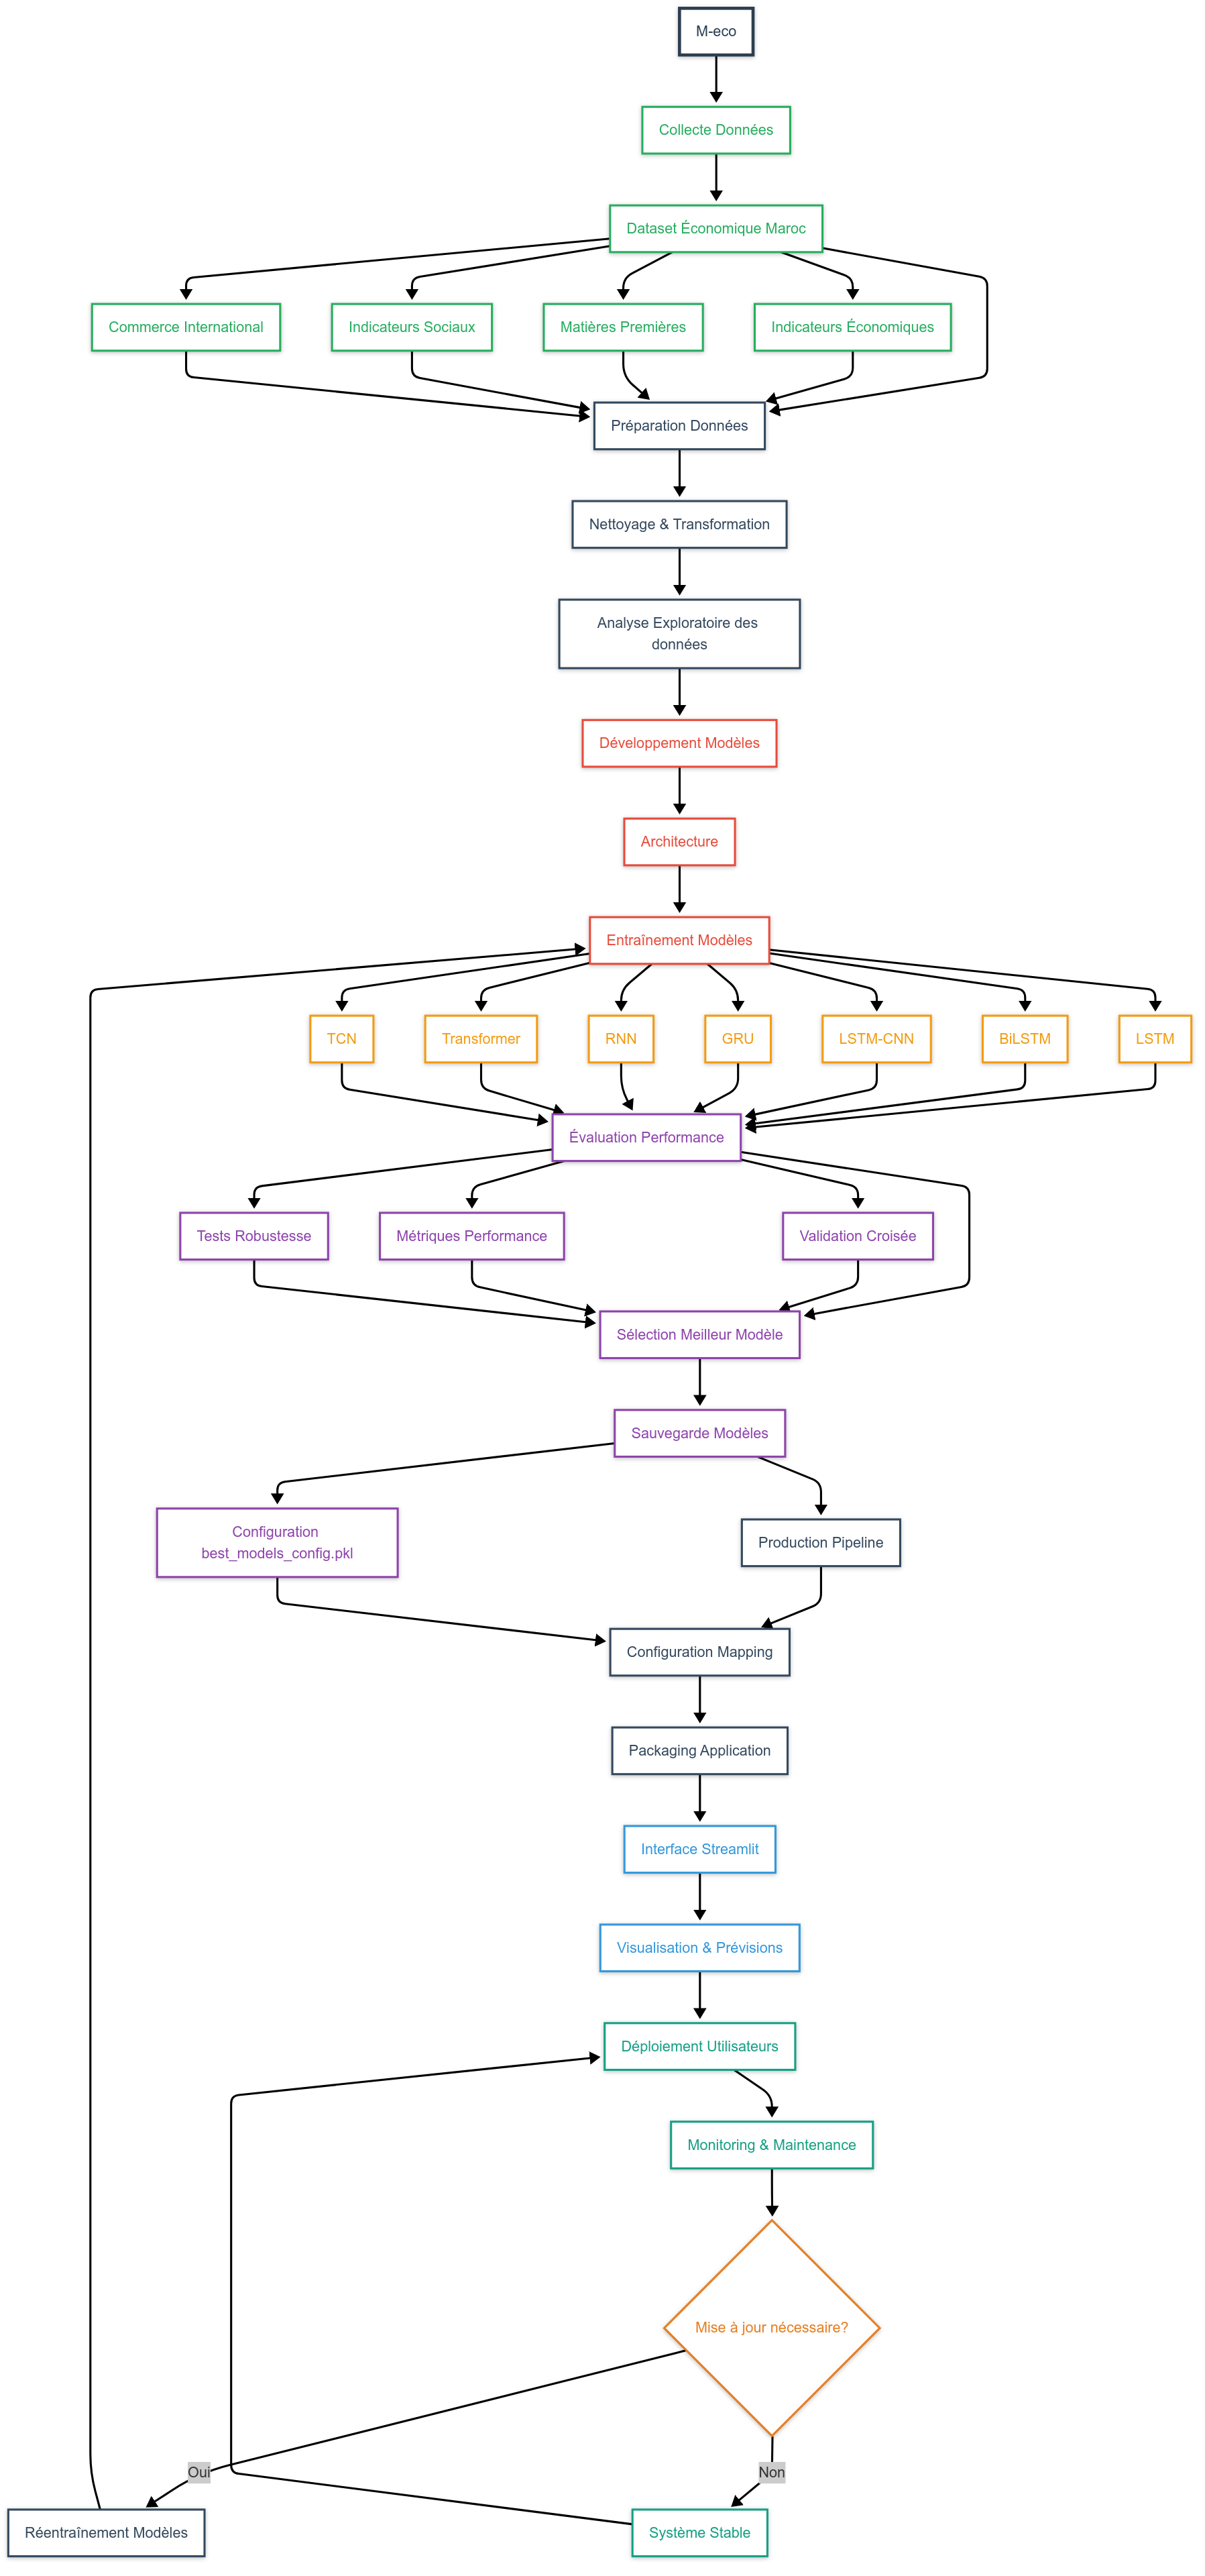 M-eco
Collecte Données
Dataset Économique Maroc
Commerce International
Indicateurs Sociaux
Matières Premières
Indicateurs Économiques
Préparation Données
Nettoyage & Transformation
Analyse Exploratoire des
données
Développement Modèles
Architecture
Entraînement Modèles
TCN
Transformer
RNN
GRU
LSTM-CNN
BiLSTM
LSTM
Évaluation Performance
Tests Robustesse
Métriques Performance
Validation Croisée
Sélection Meilleur Modèle
Sauvegarde Modèles
Configuration
best_models_config.pkl
Production Pipeline
Configuration Mapping
Packaging Application
Interface Streamlit
Visualisation & Prévisions
Déploiement Utilisateurs
Monitoring & Maintenance
Mise à jour nécessaire?
Oui
Non
Réentraînement Modèles
Système Stable